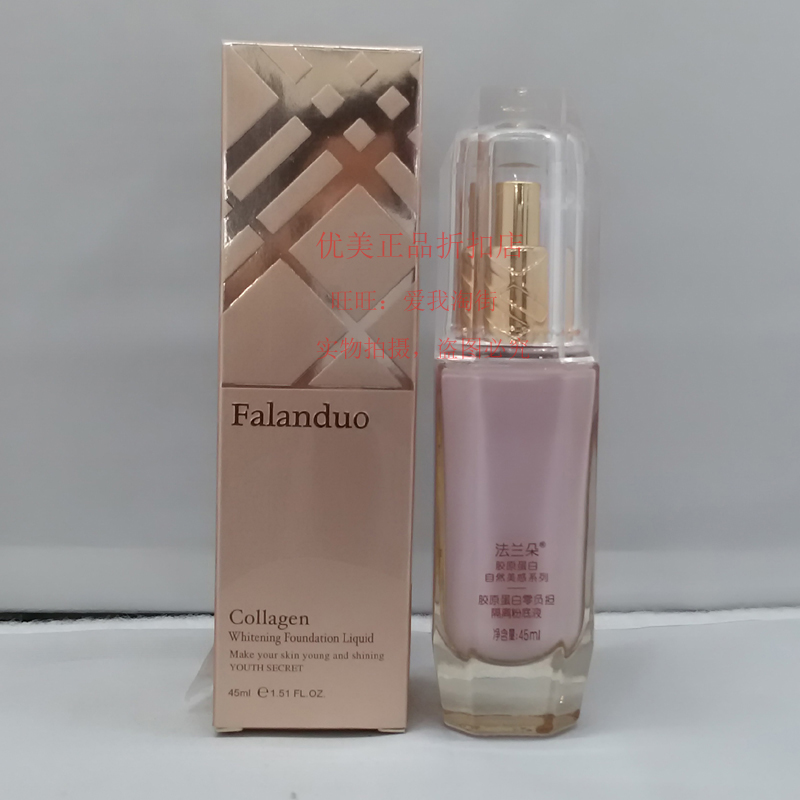 优美正品折扣店
旺旺：爱我淘街
实物拍摄，盗图必究
Falanduo
Collagen
Whitening Foundation Liquid
Make your skin young and shining
YOUTH SECRET
45ml ℮1.51 FL.OZ.
法兰朵®
胶原蛋白
自然美感系列
胶原蛋白零负担
隔离粉底液
净含量:45ml